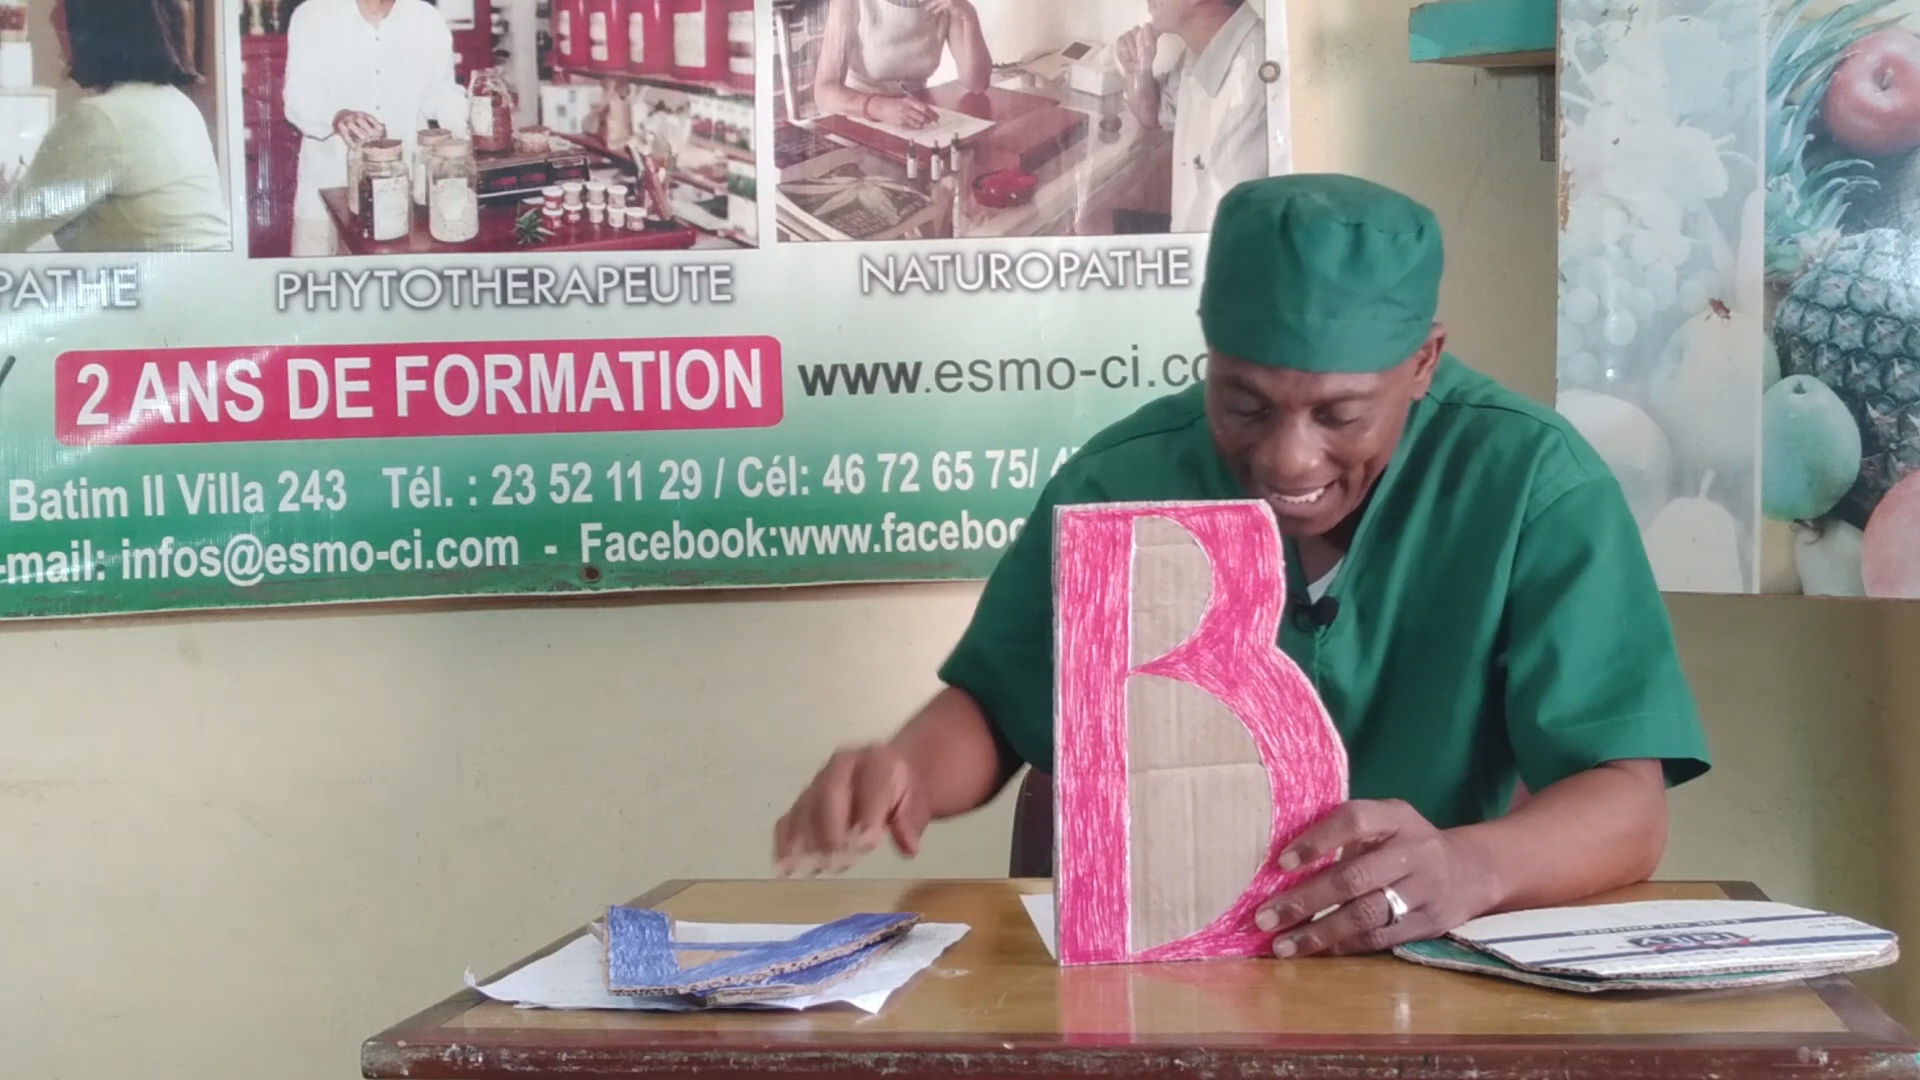 PATHE
PHYTOTHERAPEUTE
NATUROPATHE
2 ANS DE FORMATION
www.esmo-ci.co
Batim II Villa 243 Tél. : 23 52 11 29 / Cél: 46 72 65 75/
-mail: infos@esmo-ci.com - Facebook:www.faceboo
B